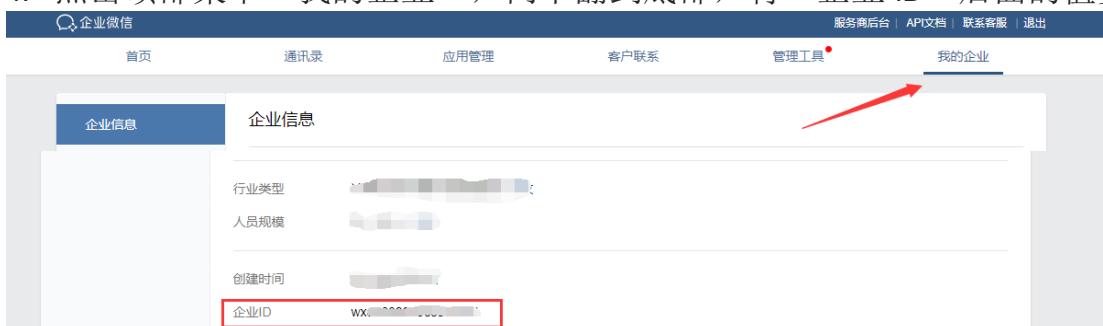 企业微信
服务商后台 | API文档 | 联系客服 | 退出
首页 通讯录 应用管理 客户联系 管理工具 我的企业
企业信息
企业信息
行业类型
人员规模
创建时间
企业ID wx